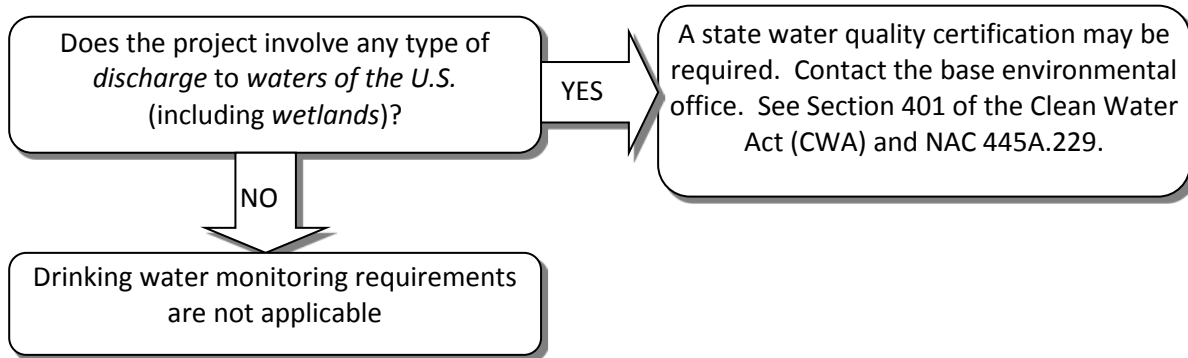 Does the project involve any type of
discharge to waters of the U.S.
(including wetlands)?
YES
A state water quality certification may be
required.  Contact the base environmental
office.  See Section 401 of the Clean Water
Act (CWA) and NAC 445A.229.
NO
Drinking water monitoring requirements
are not applicable